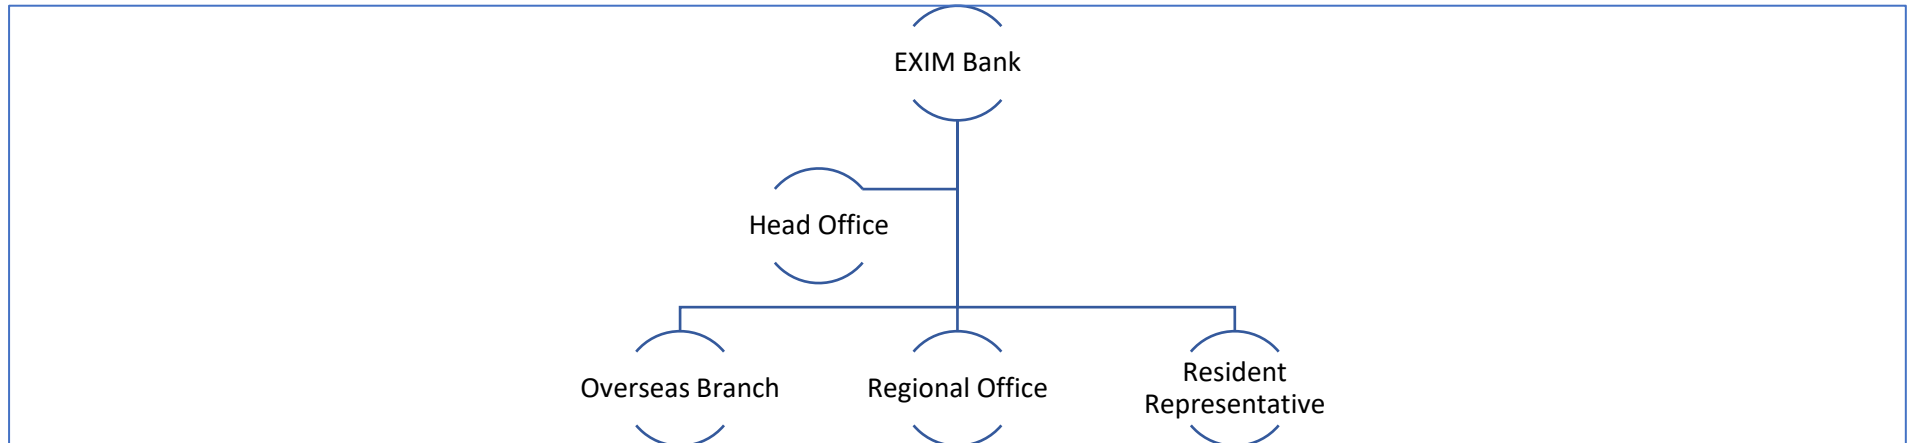 EXIM Bank
Head Office
Overseas Branch
Regional Office
Resident
Representative